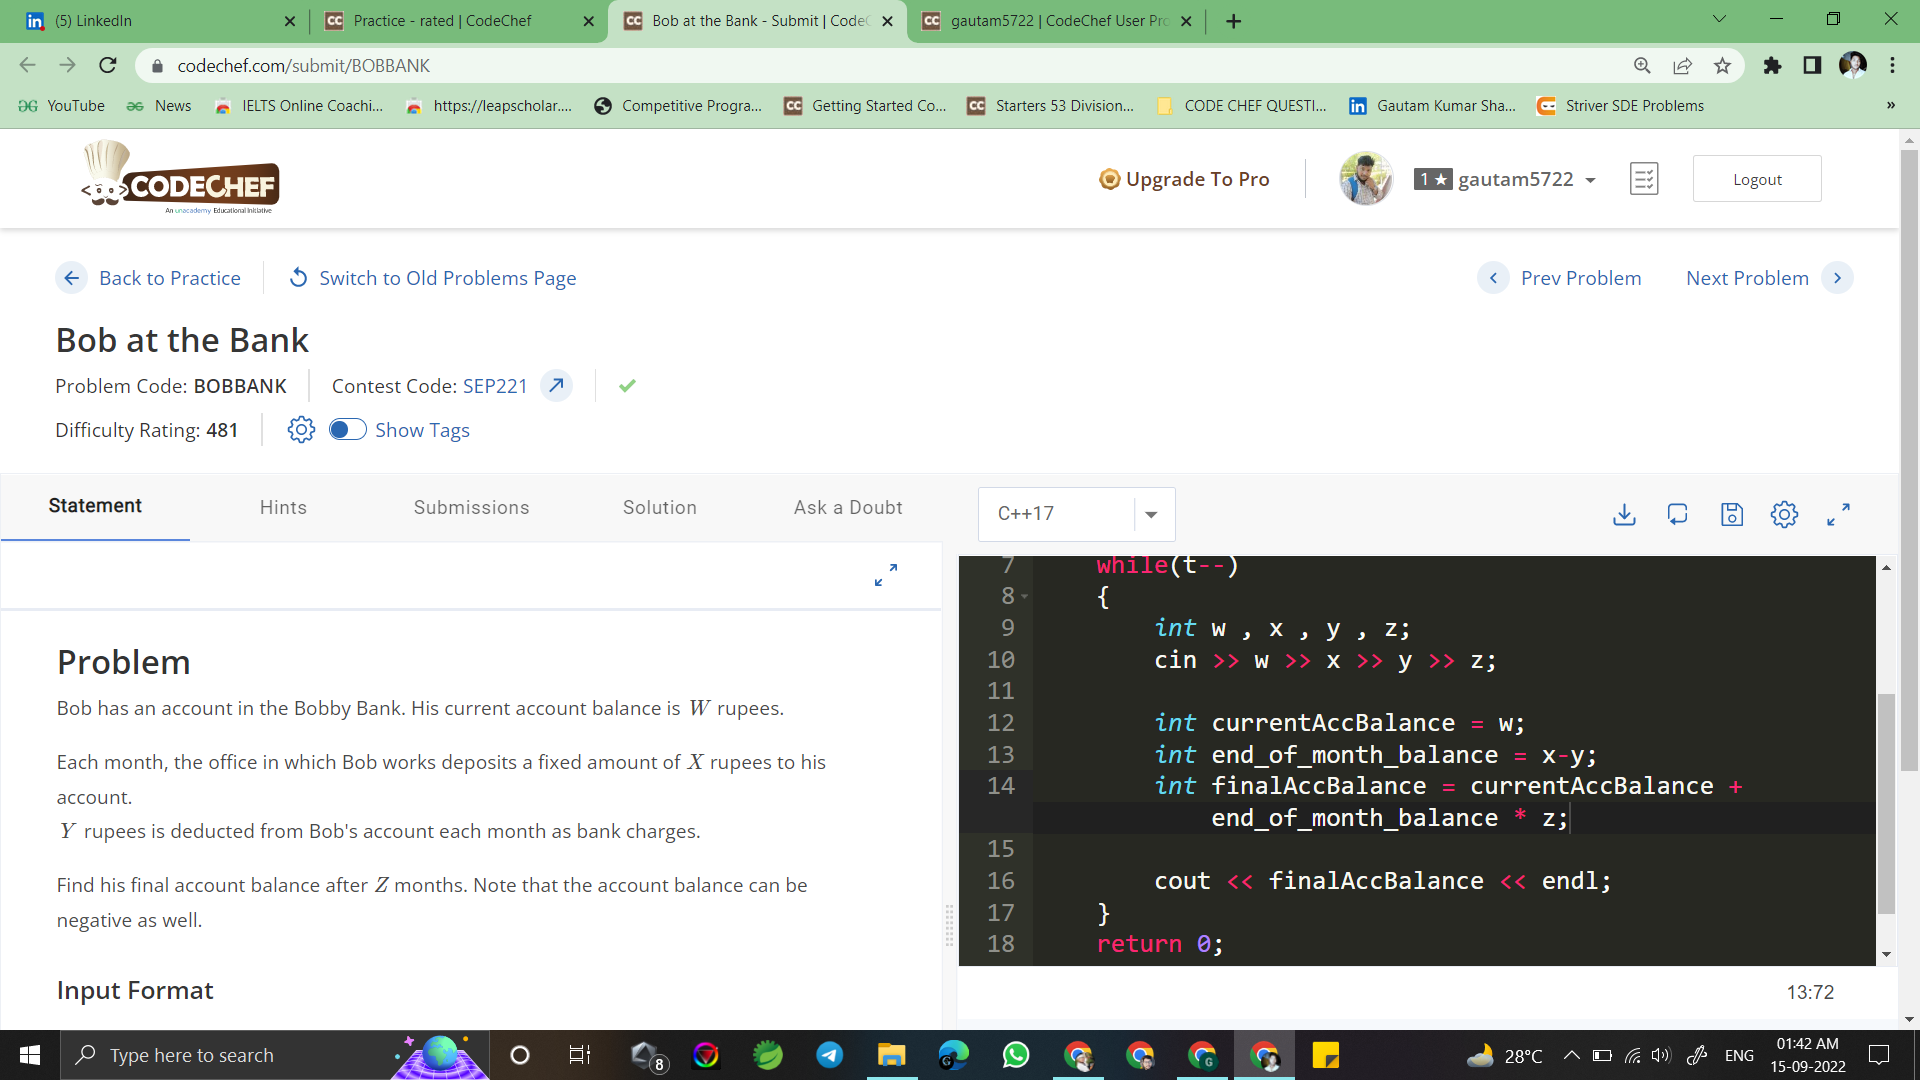 (5) LinkedIn
Practice - rated | CodeChef
Bob at the Bank - Submit | CodeC
gautam5722 | CodeChef User Pro
codechef.com/submit/BOBBANK
YouTube
News
IELTS Online Coachi...
https://leapscholar....
Competitive Progra...
Getting Started Co...
Starters 53 Division...
CODE CHEF QUESTI...
Gautam Kumar Sha...
Striver SDE Problems
»
CODECHEF
An unacademy Educational Initiative
Upgrade To Pro
1★ gautam5722
Logout
Back to Practice
Switch to Old Problems Page
Prev Problem
Next Problem
Bob at the Bank
Problem Code: BOBBANK
Contest Code: SEP221
Difficulty Rating: 481
Show Tags
Statement
Hints
Submissions
Solution
Ask a Doubt
C++17
Problem
Bob has an account in the Bobby Bank. His current account balance is W rupees.
Each month, the office in which Bob works deposits a fixed amount of X rupees to his
account.
Y rupees is deducted from Bob's account each month as bank charges.
Find his final account balance after Z months. Note that the account balance can be
negative as well.
Input Format
7 while(t--)
8 {
9 int w , x , y , z;
10 cin >> w >> x >> y >> z;
11
12 int currentAccBalance = w;
13 int end_of_month_balance = x-y;
14 int finalAccBalance = currentAccBalance +
end_of_month_balance * z;
15
16 cout << finalAccBalance << endl;
17 }
18 return 0;
13:72
Type here to search
8
28°C
ENG
01:42 AM
15-09-2022